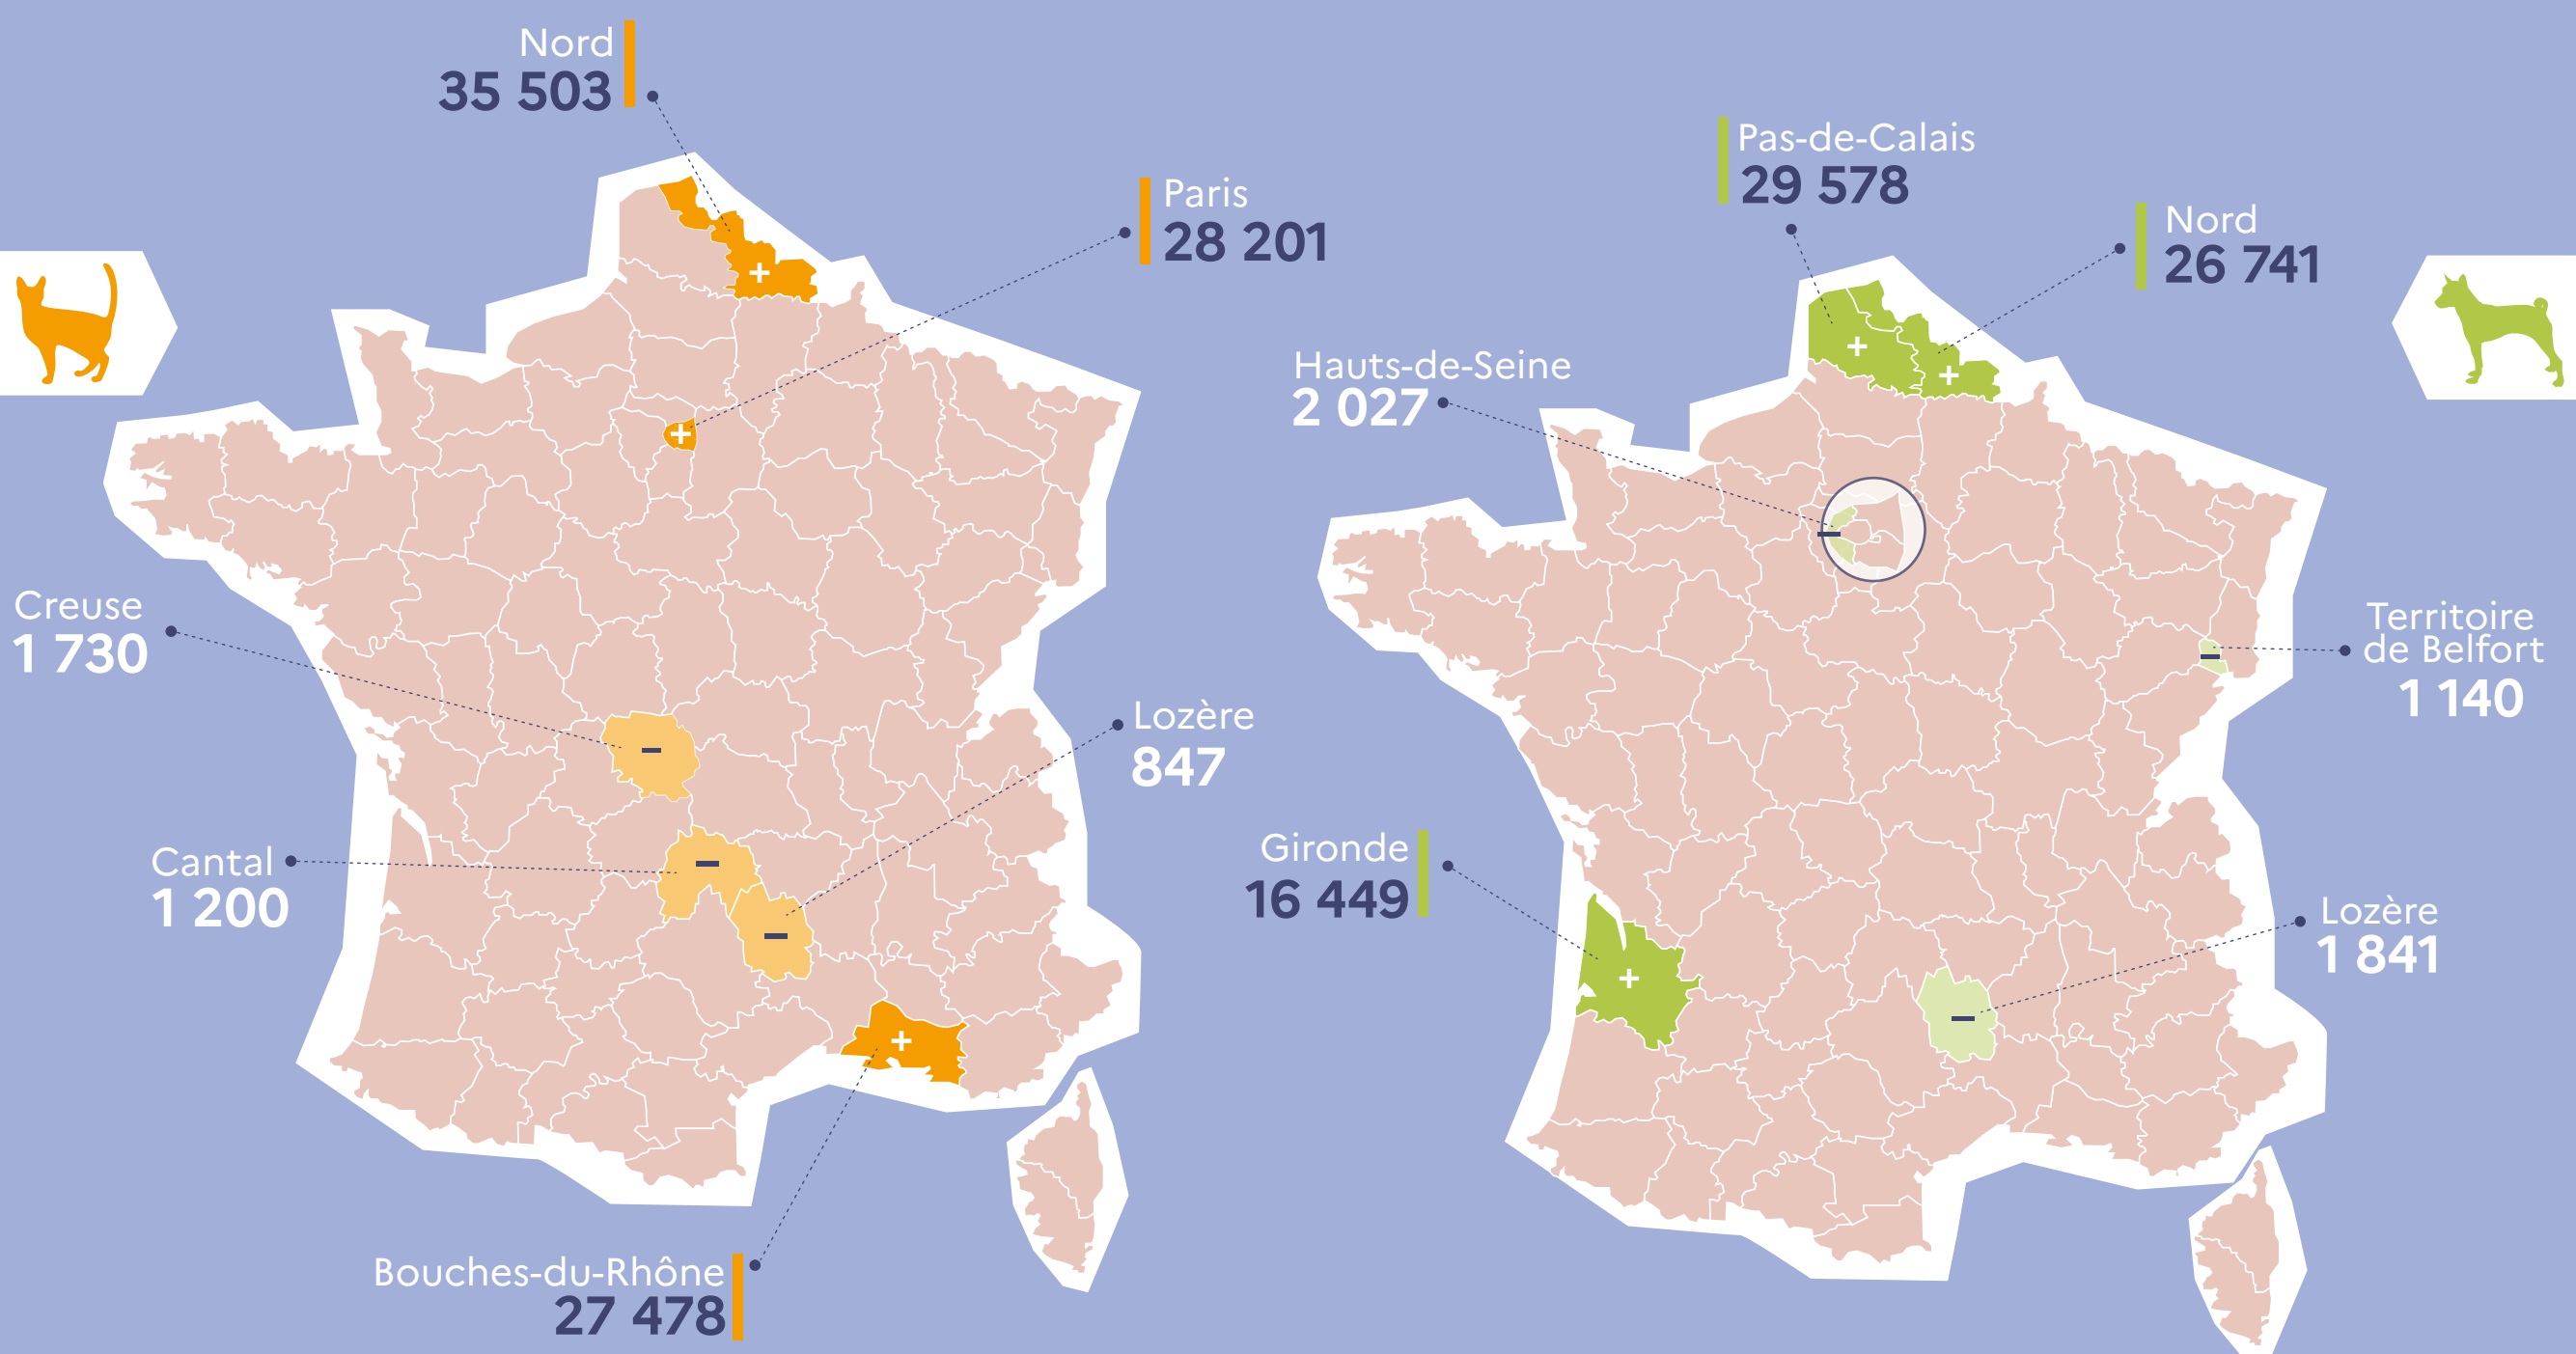 Nord
35 503
Paris
28 201
Creuse
1 730
Lozère
847
Cantal
1 200
Bouches-du-Rhône
27 478
Pas-de-Calais
29 578
Nord
26 741
Hauts-de-Seine
2 027
Territoire
de Belfort
1 140
Gironde
16 449
Lozère
1 841